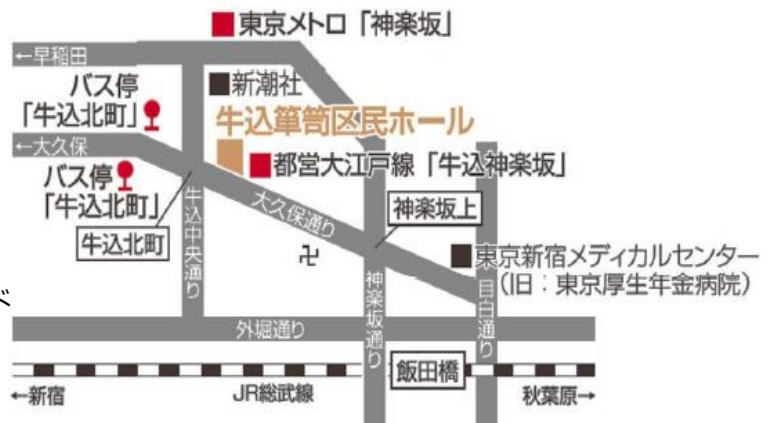 ■東京メトロ「神楽坂」
←早稲田
バス停
「牛込北町」
■新潮社
牛込簞笥区民ホール
←大久保
■都営大江戸線「牛込神楽坂」
バス停
「牛込北町」
大久保通り
神楽坂上
牛込中央通り
牛込北町
卍
■東京新宿メディカルセンター
(旧:東京厚生年金病院)
神楽坂通り
目白通り
ド
外堀通り
飯田橋
←新宿
JR総武線
秋葉原→